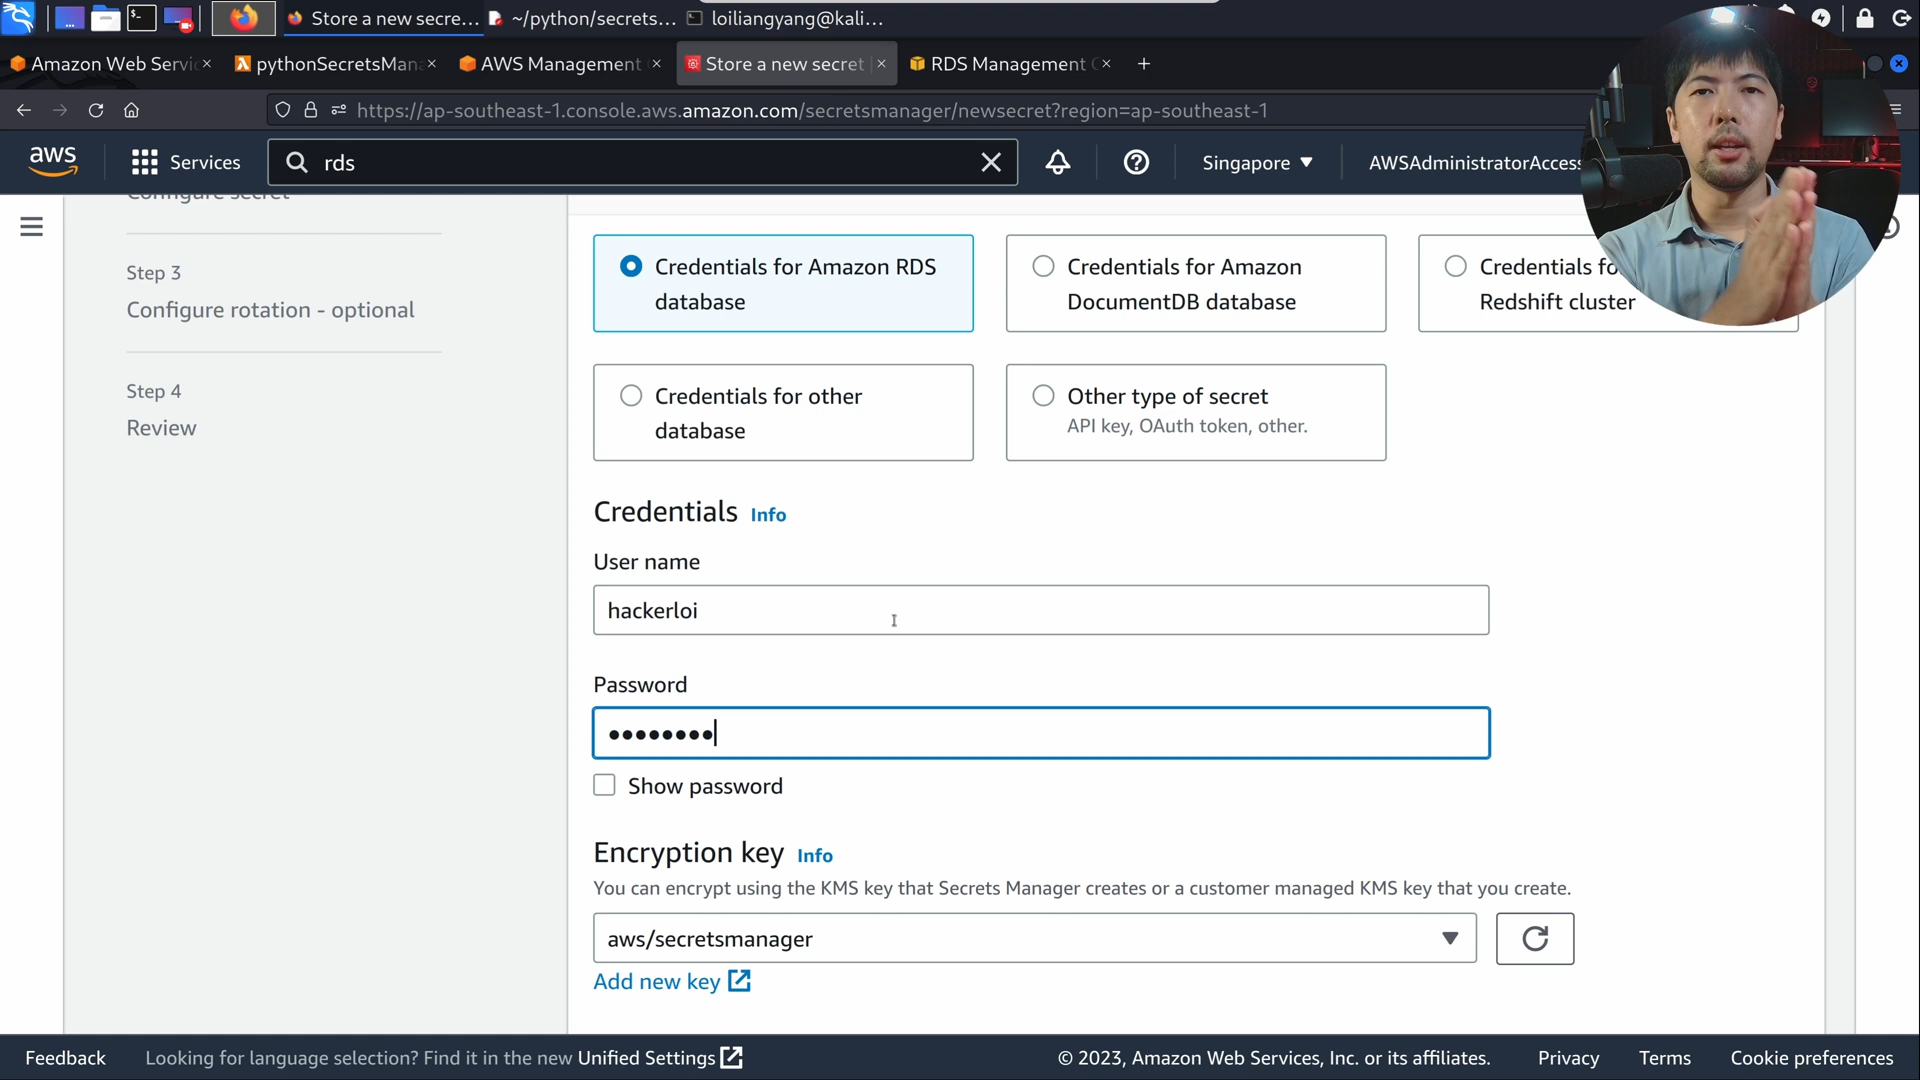 Store a new secre...
~/python/secrets...
loiliangyang@kali...
Amazon Web Servi
pythonSecretsMan
AWS Management
Store a new secret
RDS Management C
https://ap-southeast-1.console.aws.amazon.com/secretsmanager/newsecret?region=ap-southeast-1
aws
Services
rds
Singapore
AWSAdministratorAccess
Configure secret
Step 3
Configure rotation - optional
Step 4
Review
Credentials for Amazon RDS
database
Credentials for Amazon
DocumentDB database
Credentials fo
Redshift cluster
Credentials for other
database
Other type of secret
API key, OAuth token, other.
Credentials Info
User name
hackerloi
Password
••••••••
Show password
Encryption key Info
You can encrypt using the KMS key that Secrets Manager creates or a customer managed KMS key that you create.
aws/secretsmanager
Add new key
Feedback
Looking for language selection? Find it in the new Unified Settings
© 2023, Amazon Web Services, Inc. or its affiliates.
Privacy
Terms
Cookie preferences